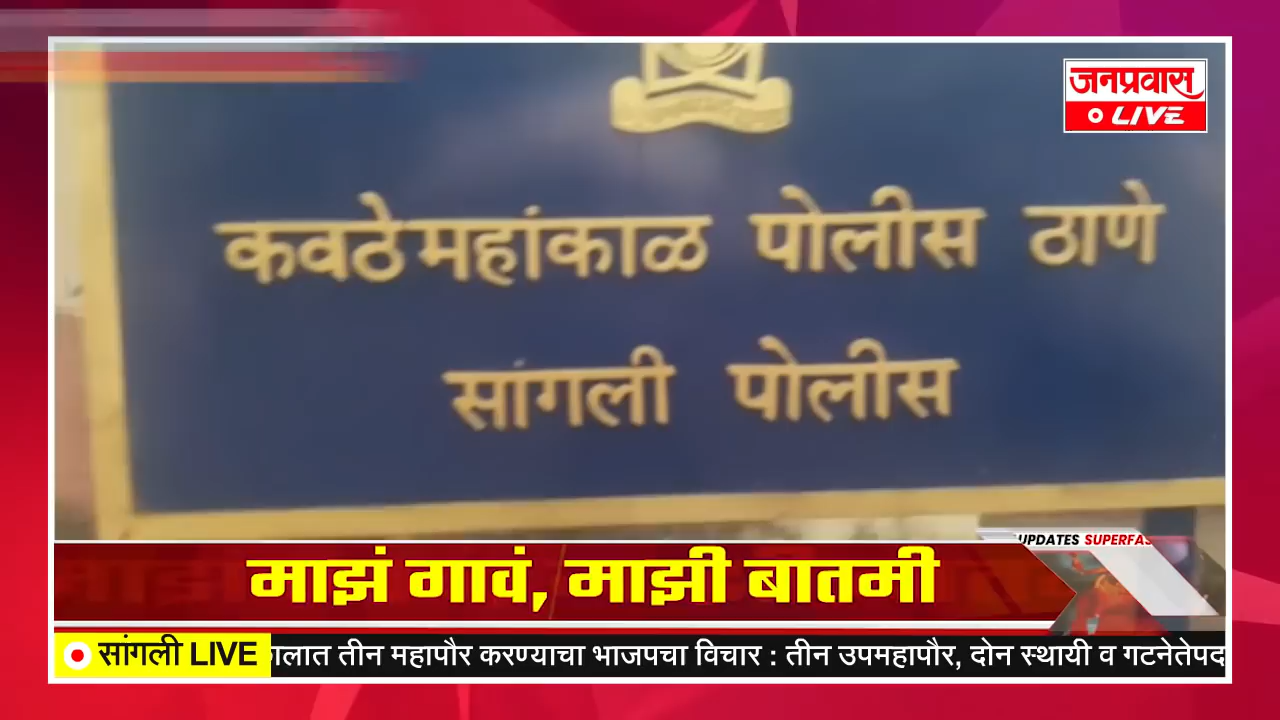 जनप्रवास
LIVE
कवठेमहांकाळ पोलीस ठाणे
सांगली पोलीस
UPDATES SUPERFAS
माझं गावं, माझी बातमी
सांगली LIVE
तीन महापौर करण्याचा भाजपचा विचार : तीन उपमहापौर, दोन स्थायी व गटनेतेपद